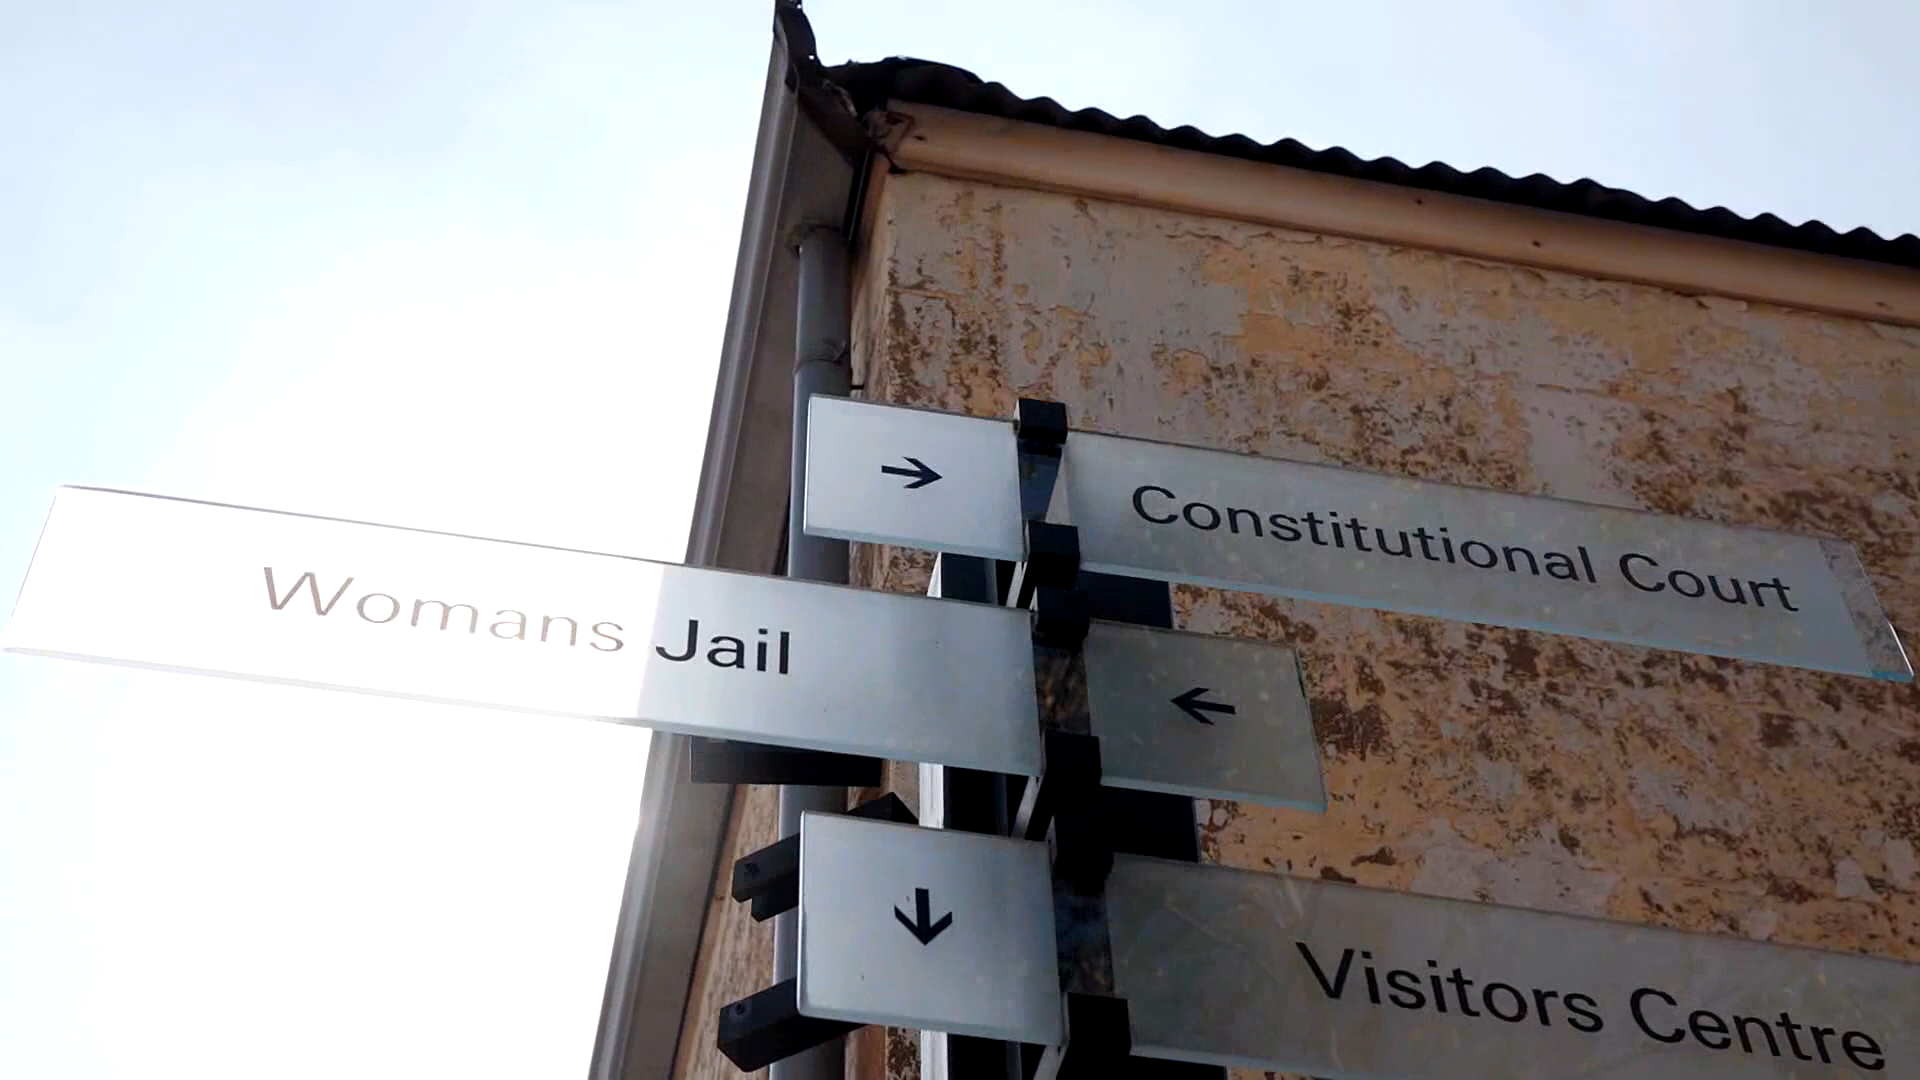 → Constitutional Court
Womans Jail ←
↓ Visitors Centre